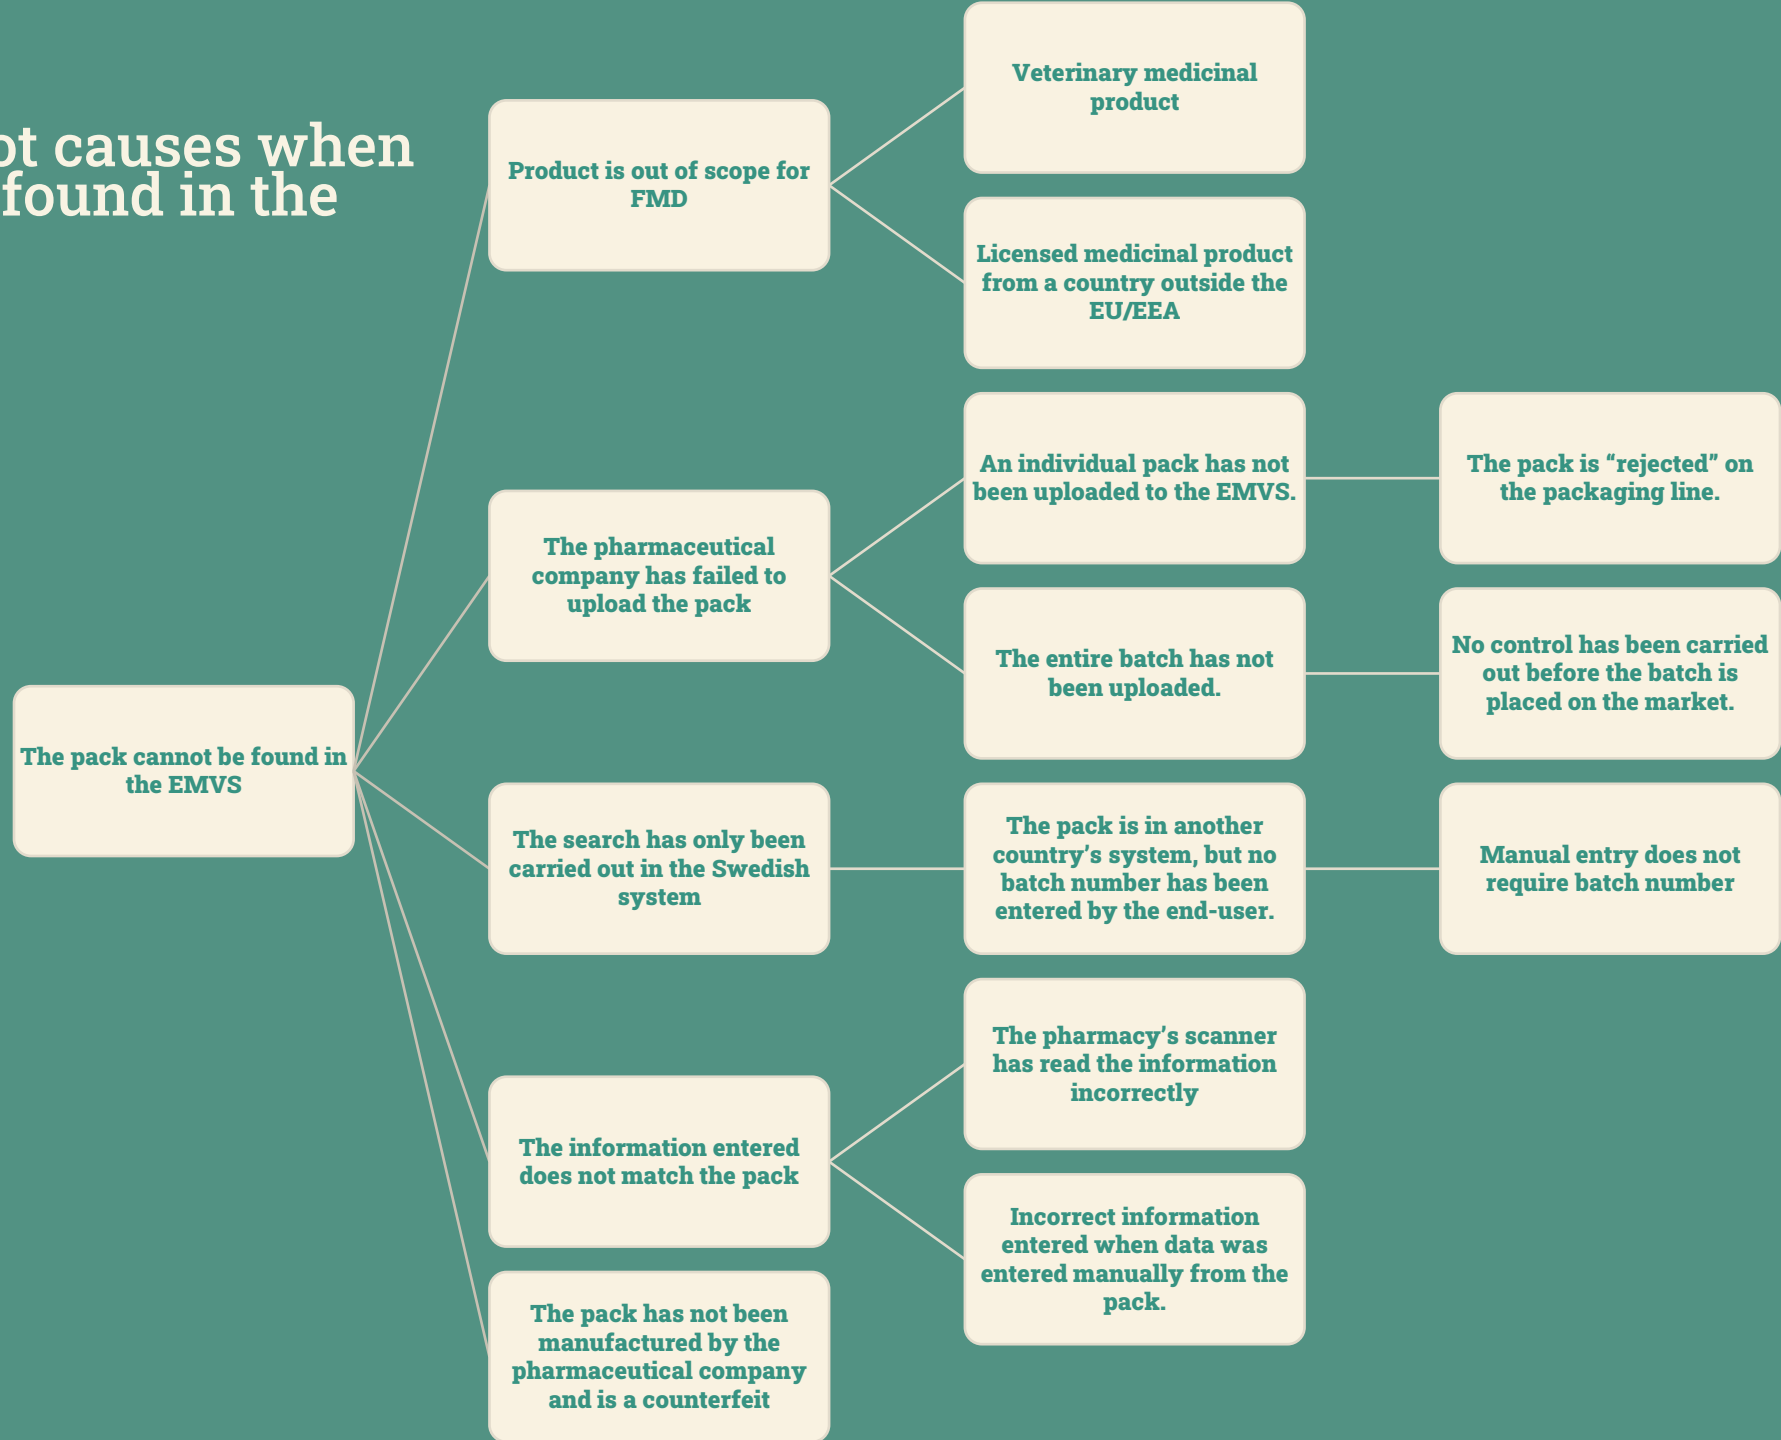 ot causes when
found in the
Veterinary medicinal
product
Product is out of scope for
FMD
Licensed medicinal product
from a country outside the
EU/EEA
An individual pack has not
been uploaded to the EMVS.
The pack is “rejected” on
the packaging line.
The pharmaceutical
company has failed to
upload the pack
The entire batch has not
been uploaded.
No control has been carried
out before the batch is
placed on the market.
The pack cannot be found in
the EMVS
The search has only been
carried out in the Swedish
system
The pack is in another
country’s system, but no
batch number has been
entered by the end-user.
Manual entry does not
require batch number
The pharmacy’s scanner
has read the information
incorrectly
The information entered
does not match the pack
Incorrect information
entered when data was
entered manually from the
pack.
The pack has not been
manufactured by the
pharmaceutical company
and is a counterfeit